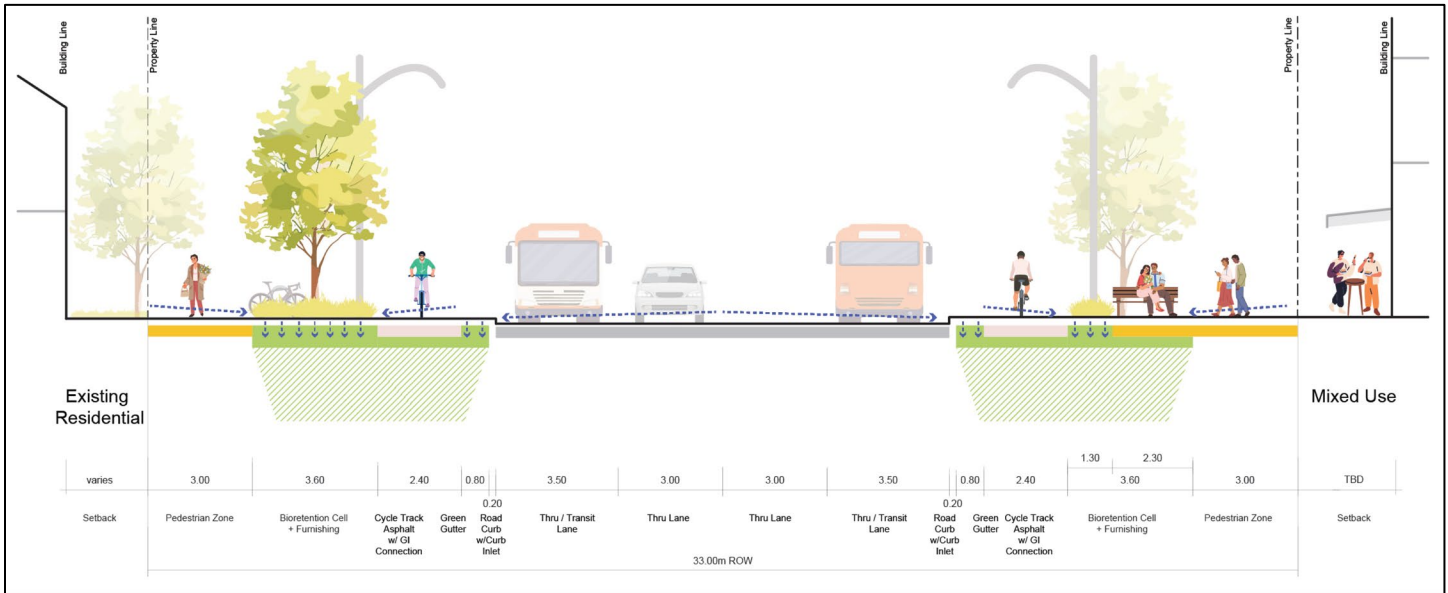 Building Line
Property Line
Property Line
Building Line
Existing
Residential
Mixed Use
1.30
2.30
varies
3.00
3.60
2.40
0.80
3.50
3.00
3.00
3.50
0.80
2.40
3.60
3.00
TBD
0.20
0.20
Setback
Pedestrian Zone
Bioretention Cell
+ Furnishing
Cycle Track
Asphalt
w/ GI
Connection
Green
Gutter
Road
Curb
w/Curb
Inlet
Thru / Transit
Lane
Thru Lane
Thru Lane
Thru / Transit
Lane
Road
Curb
w/Curb
Inlet
Green
Gutter
Cycle Track
Asphalt
w/ GI
Connection
Bioretention Cell
+ Furnishing
Pedestrian Zone
Setback
33.00m ROW